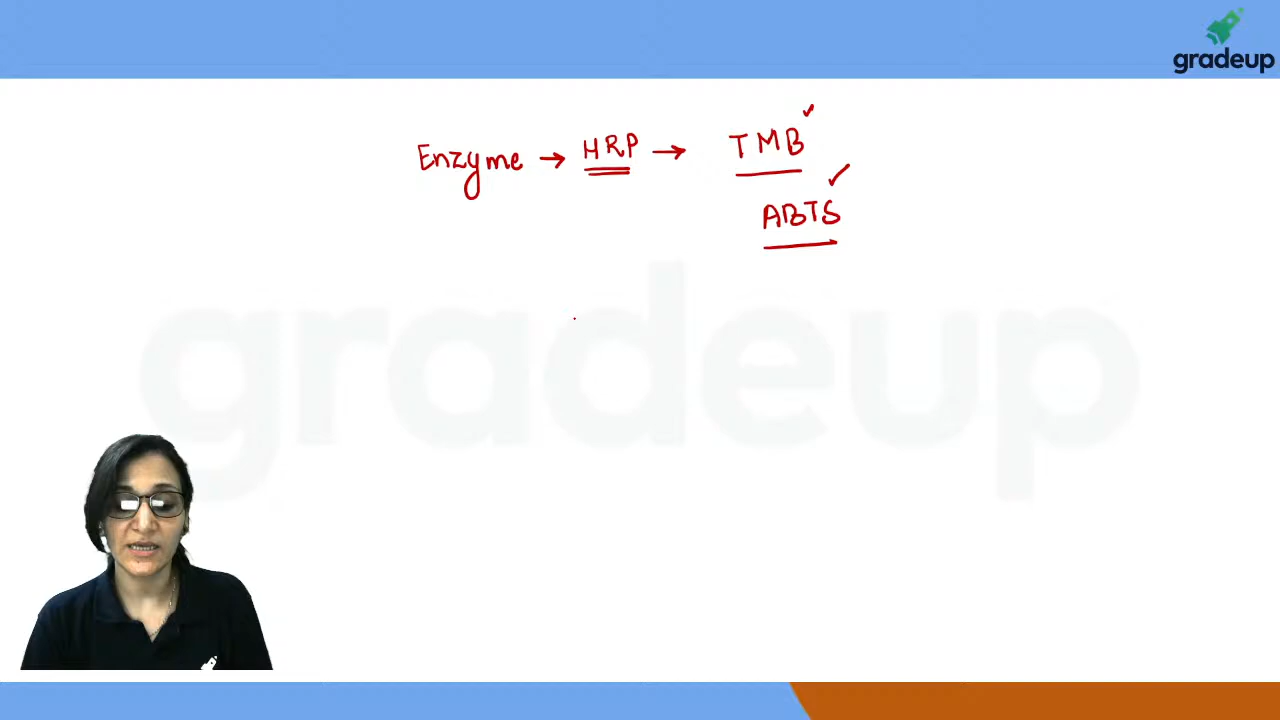 gradeup
Enzyme → HRP → TMB ✓
ABTS ✓
gradeup